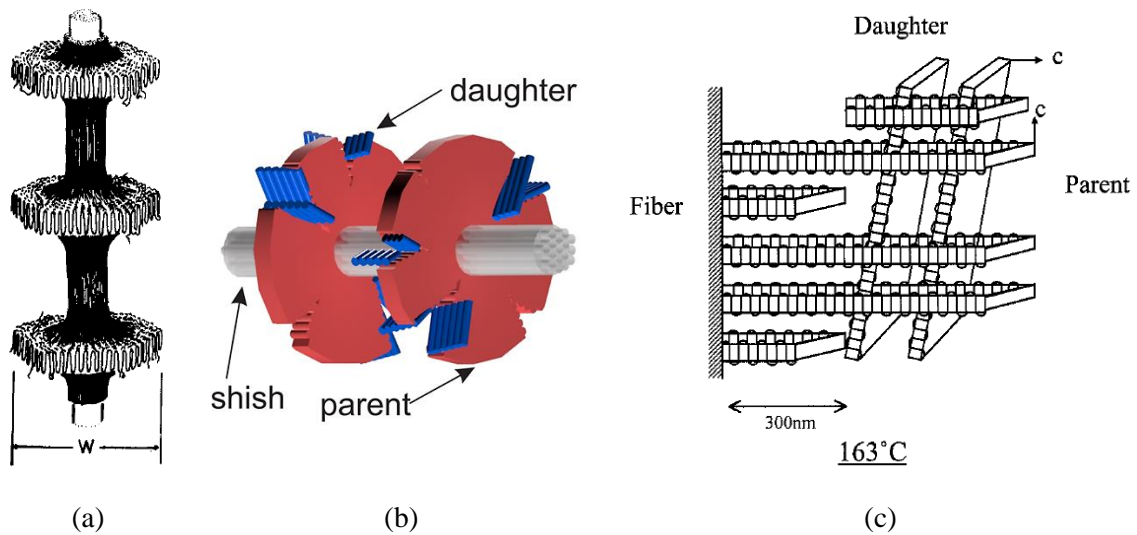 W
(a)
daughter
shish
parent
(b)
Daughter
c
c
Fiber
Parent
300nm
163˚C
(c)